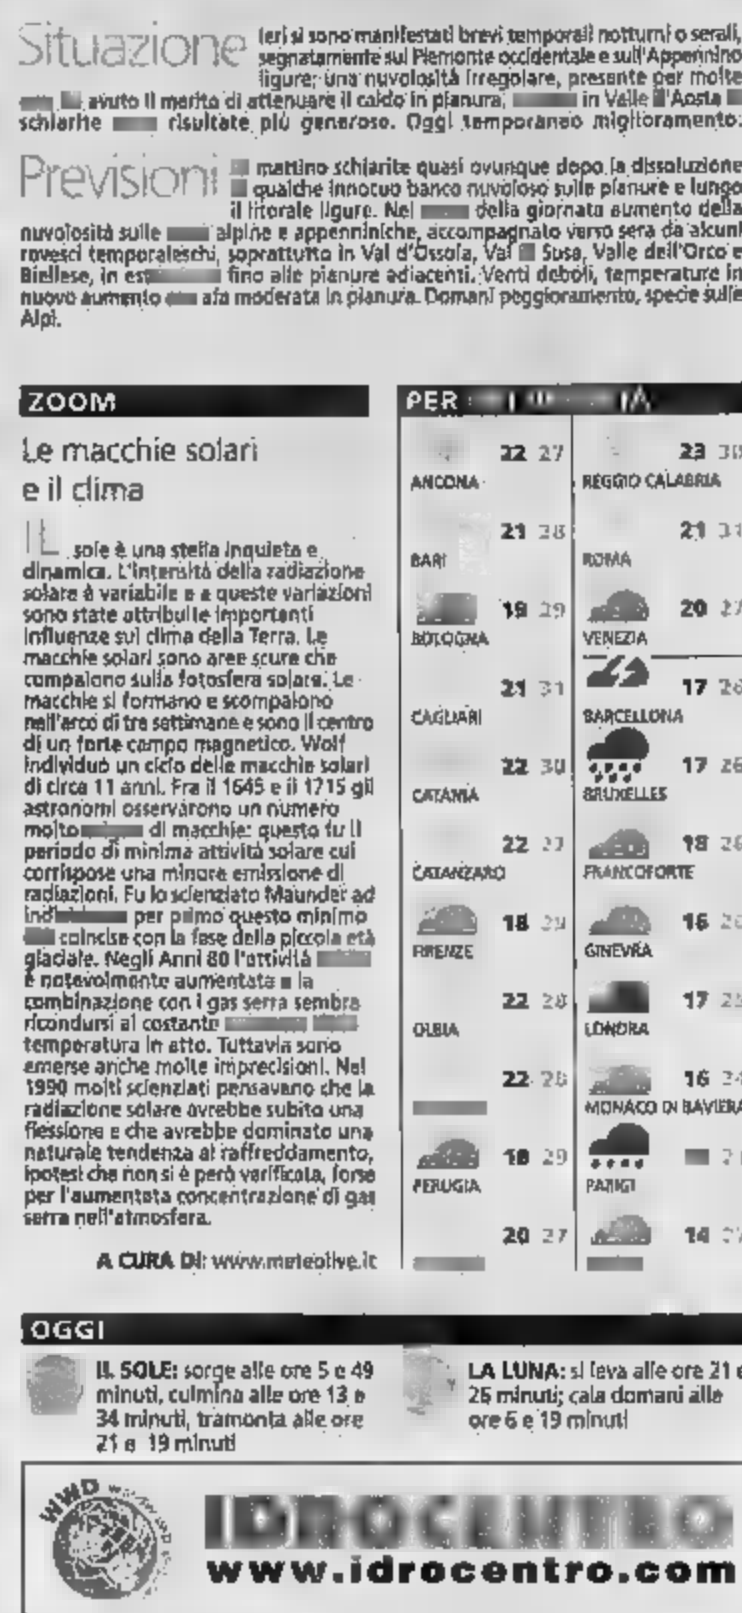 Situazione Ieri si sono manifestati brevi temporali notturni o serali,
segnatamente sul Piemonte occidentale e sull'Appennino
ligure; una nuvolosità irregolare, presente per molte
avuto il merito di attenuare il caldo in pianura; in Valle d'Aosta
schiarite risultate più generose. Oggi temporaneo miglioramento.
Previsioni mattino schiarite quasi ovunque dopo la dissoluzione
qualche innocuo banco nuvoloso sulle pianure e lungo
il litorale ligure. Nel della giornata aumento della
nuvolosità sulle alpine e appenniniche, accompagnato verso sera da alcuni
rovesci temporaleschi, soprattutto in Val d'Ossola, Val Susa, Valle dell'Orco e
Biellese, in fino alle pianure adiacenti. Venti deboli, temperature in
nuovo aumento afa moderata in pianura. Domani peggioramento, specie sulle
Alpi.
ZOOM
Le macchie solari
e il clima
IL sole è una stella inquieta e
dinamica. L'intensità della radiazione
solare è variabile e a queste variazioni
sono state attribuite importanti
influenze sul clima della Terra. Le
macchie solari sono aree scure che
compaiono sulla fotosfera solare. Le
macchie si formano e scompaiono
nell'arco di tre settimane e sono il centro
di un forte campo magnetico. Wolf
individuò un ciclo delle macchie solari
di circa 11 anni. Fra il 1645 e il 1715 gli
astronomi osservarono un numero
molto di macchie: questo fu il
periodo di minima attività solare cui
corrispose una minore emissione di
radiazioni. Fu lo scienziato Maunder ad
per primo questo minimo
coincise con la fase della piccola età
glaciale. Negli Anni 80 l'attività
è notevolmente aumentata e la
combinazione con i gas serra sembra
ricondursi al costante
temperatura in atto. Tuttavia sono
emerse anche molte imprecisioni. Nel
1990 molti scienziati pensavano che la
radiazione solare avrebbe subito una
flessione e che avrebbe dominato una
naturale tendenza al raffreddamento,
ipotesi che non si è però verificata, forse
per l'aumentata concentrazione di gas
serra nell'atmosfera.
A CURA DI: www.meteolive.it
PER
22 27
ANCONA
21 28
BARI
19 29
BOLOGNA
21 31
CAGLIARI
22 30
CATANIA
22 27
CATANZARO
18 29
FIRENZE
22 28
OLBIA
22 28
18 29
PERUGIA
20 27
23 30
REGGIO CALABRIA
21 31
ROMA
20 27
VENEZIA
17 26
BARCELLONA
17 26
BRUXELLES
18 26
FRANCOFORTE
16 26
GINEVRA
17
LONDRA
16 24
MONACO DI BAVIERA
PARIGI
14
OGGI
IL SOLE: sorge alle ore 5 e 49
minuti, culmina alle ore 13 e
34 minuti, tramonta alle ore
21 e 19 minuti
LA LUNA: si leva alle ore 21 e
26 minuti; cala domani alle
ore 6 e 19 minuti
WWD
IDROCENTRO
www.idrocentro.com